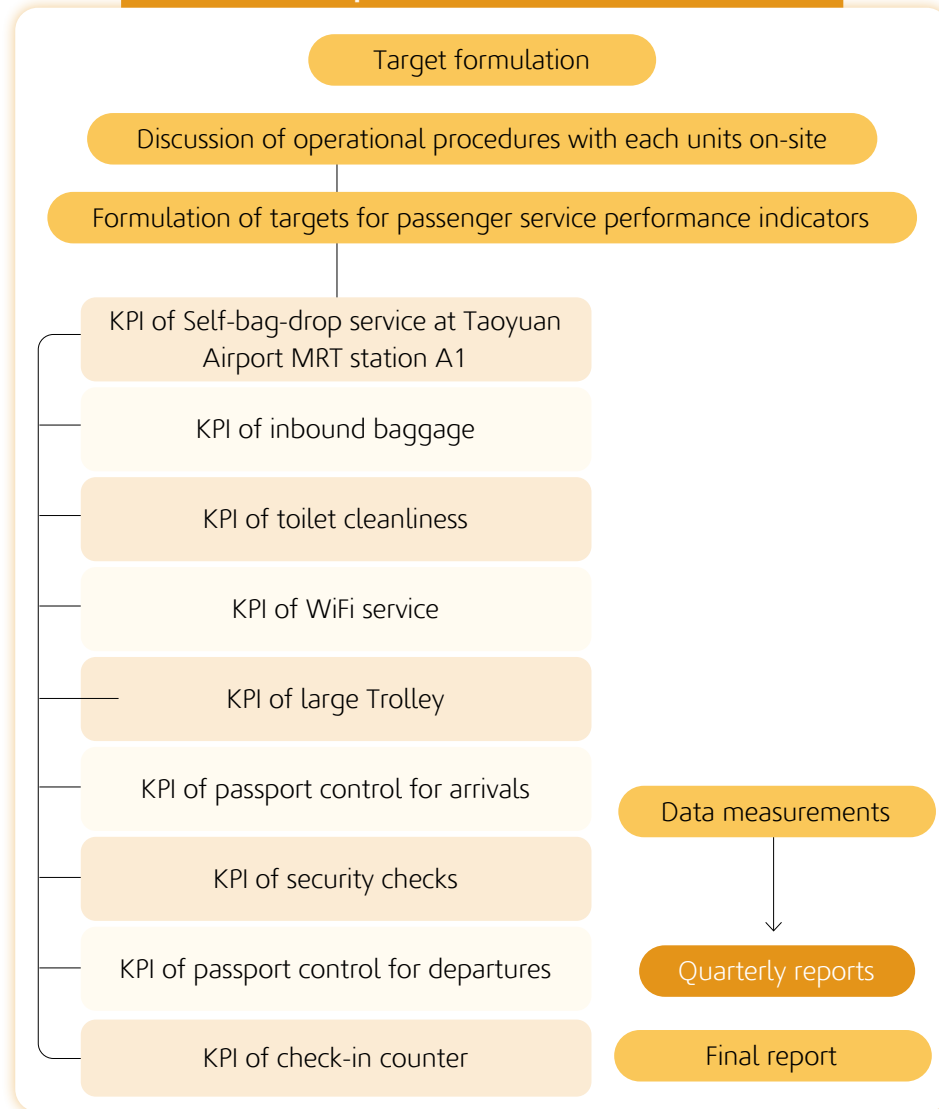 Target formulation
Discussion of operational procedures with each units on-site
Formulation of targets for passenger service performance indicators
KPI of Self-bag-drop service at Taoyuan
Airport MRT station A1
KPI of inbound baggage
KPI of toilet cleanliness
KPI of WiFi service
KPI of large Trolley
KPI of passport control for arrivals
KPI of security checks
KPI of passport control for departures
KPI of check-in counter
Data measurements
Quarterly reports
Final report